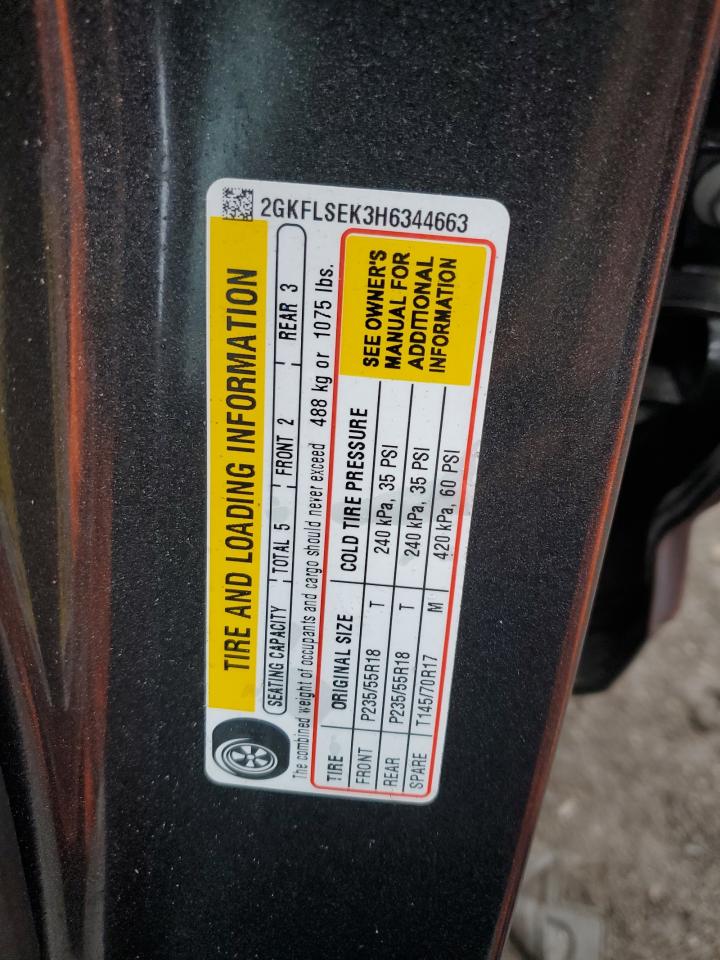 2GKFLSEK3H6344663
TIRE AND LOADING INFORMATION
SEATING CAPACITY TOTAL 5 FRONT 2 REAR 3
The combined weight of occupants and cargo should never exceed 488 kg or 1075 lbs.
TIRE ORIGINAL SIZE COLD TIRE PRESSURE
FRONT P235/55R18 T 240 kPa, 35 PSI
REAR P235/55R18 T 240 kPa, 35 PSI
SPARE T145/70R17 M 420 kPa, 60 PSI
SEE OWNER'S
MANUAL FOR
ADDITIONAL
INFORMATION